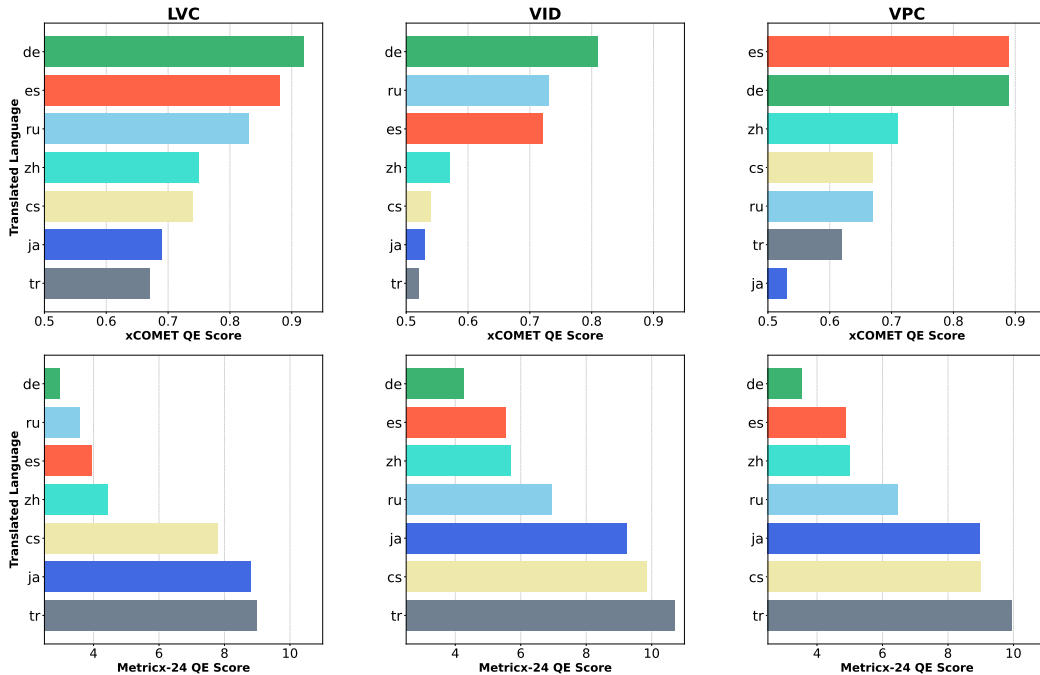 LVC
VID
VPC
Translated Language
de
es
ru
zh
cs
ja
tr
0.5 0.6 0.7 0.8 0.9
xCOMET QE Score
de
ru
es
zh
cs
ja
tr
0.5 0.6 0.7 0.8 0.9
xCOMET QE Score
es
de
zh
cs
ru
tr
ja
0.5 0.6 0.7 0.8 0.9
xCOMET QE Score
Translated Language
de
ru
es
zh
cs
ja
tr
4 6 8 10
Metricx-24 QE Score
de
es
zh
ru
ja
cs
tr
4 6 8 10
Metricx-24 QE Score
de
es
zh
ru
ja
cs
tr
4 6 8 10
Metricx-24 QE Score